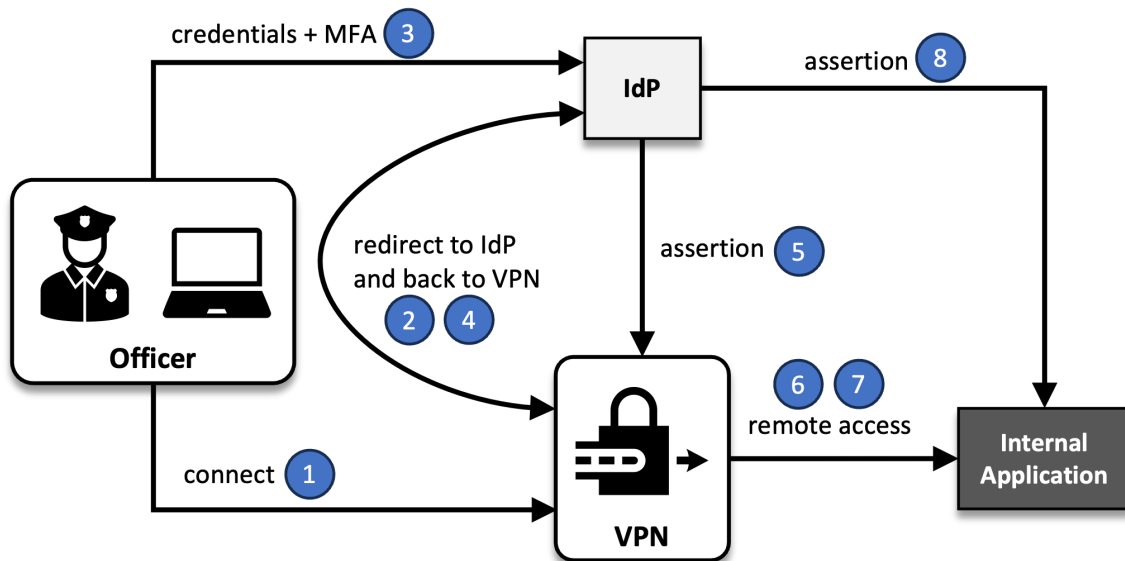 credentials + MFA 3
IdP
assertion 8
redirect to IdP
and back to VPN
2 4
assertion 5
Officer
6 7
remote access
connect 1
Internal
Application
VPN